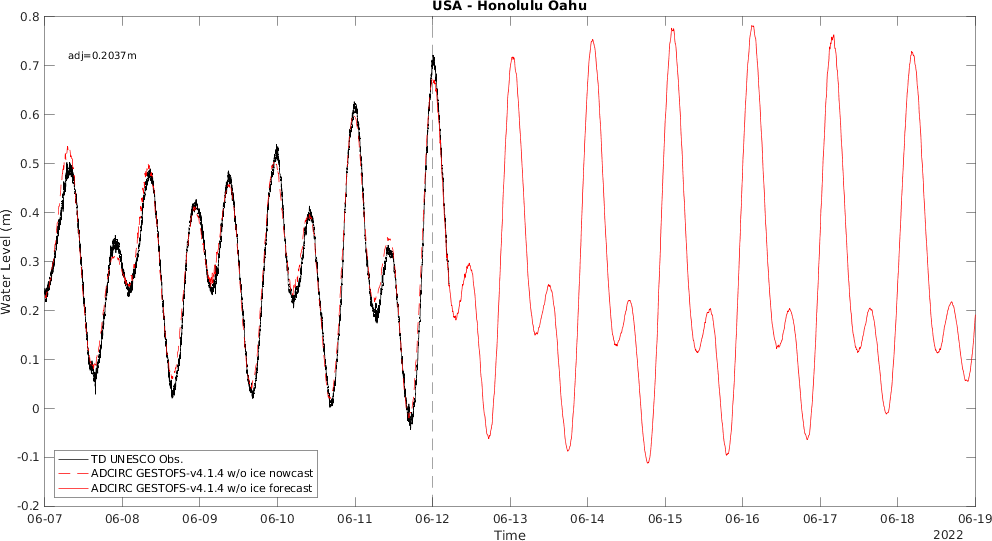 USA - Honolulu Oahu
adj=0.2037m
0.8
0.7
0.6
0.5
0.4
0.3
0.2
0.1
0
-0.1
-0.2
Water Level (m)
TD UNESCO Obs.
ADCIRC GESTOFS-v4.1.4 w/o ice nowcast
ADCIRC GESTOFS-v4.1.4 w/o ice forecast
06-07 06-08 06-09 06-10 06-11 06-12 06-13 06-14 06-15 06-16 06-17 06-18 06-19
Time
2022